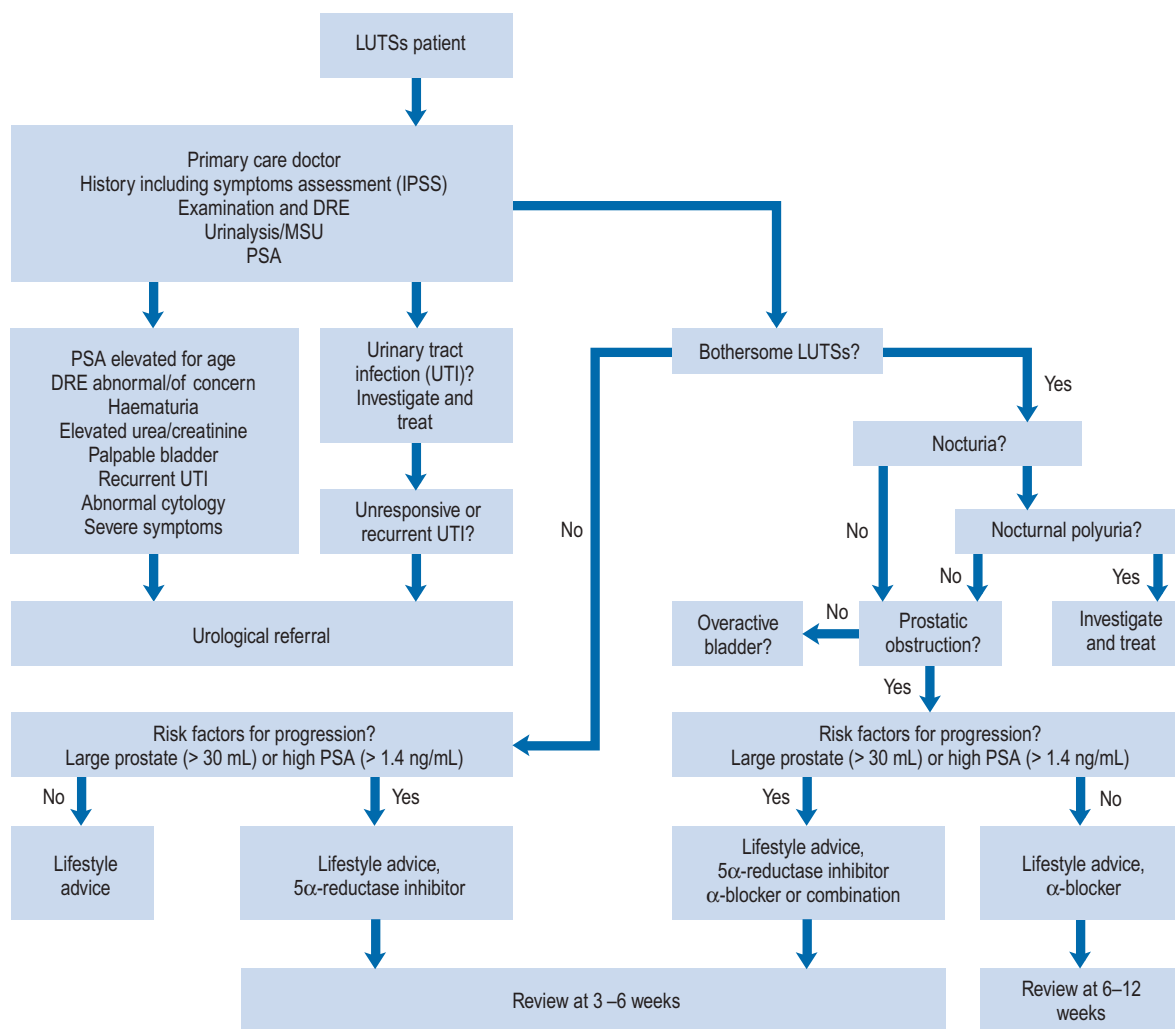 LUTSs patient
Primary care doctor
History including symptoms assessment (IPSS)
Examination and DRE
Urinalysis/MSU
PSA
PSA elevated for age
DRE abnormal/of concern
Haematuria
Elevated urea/creatinine
Palpable bladder
Recurrent UTI
Abnormal cytology
Severe symptoms
Urinary tract
infection (UTI)?
Investigate and
treat
Unresponsive or
recurrent UTI?
Urological referral
Bothersome LUTSs?
Yes
No
Nocturia?
No
Nocturnal polyuria?
No
Yes
Overactive
bladder?
No
Prostatic
obstruction?
Investigate
and treat
Yes
Risk factors for progression?
Large prostate (> 30 mL) or high PSA (> 1.4 ng/mL)
No
Yes
Lifestyle
advice
Lifestyle advice,
5α-reductase inhibitor
Risk factors for progression?
Large prostate (> 30 mL) or high PSA (> 1.4 ng/mL)
Yes
No
Lifestyle advice,
5α-reductase inhibitor
α-blocker or combination
Lifestyle advice,
α-blocker
Review at 3 –6 weeks
Review at 6–12
weeks